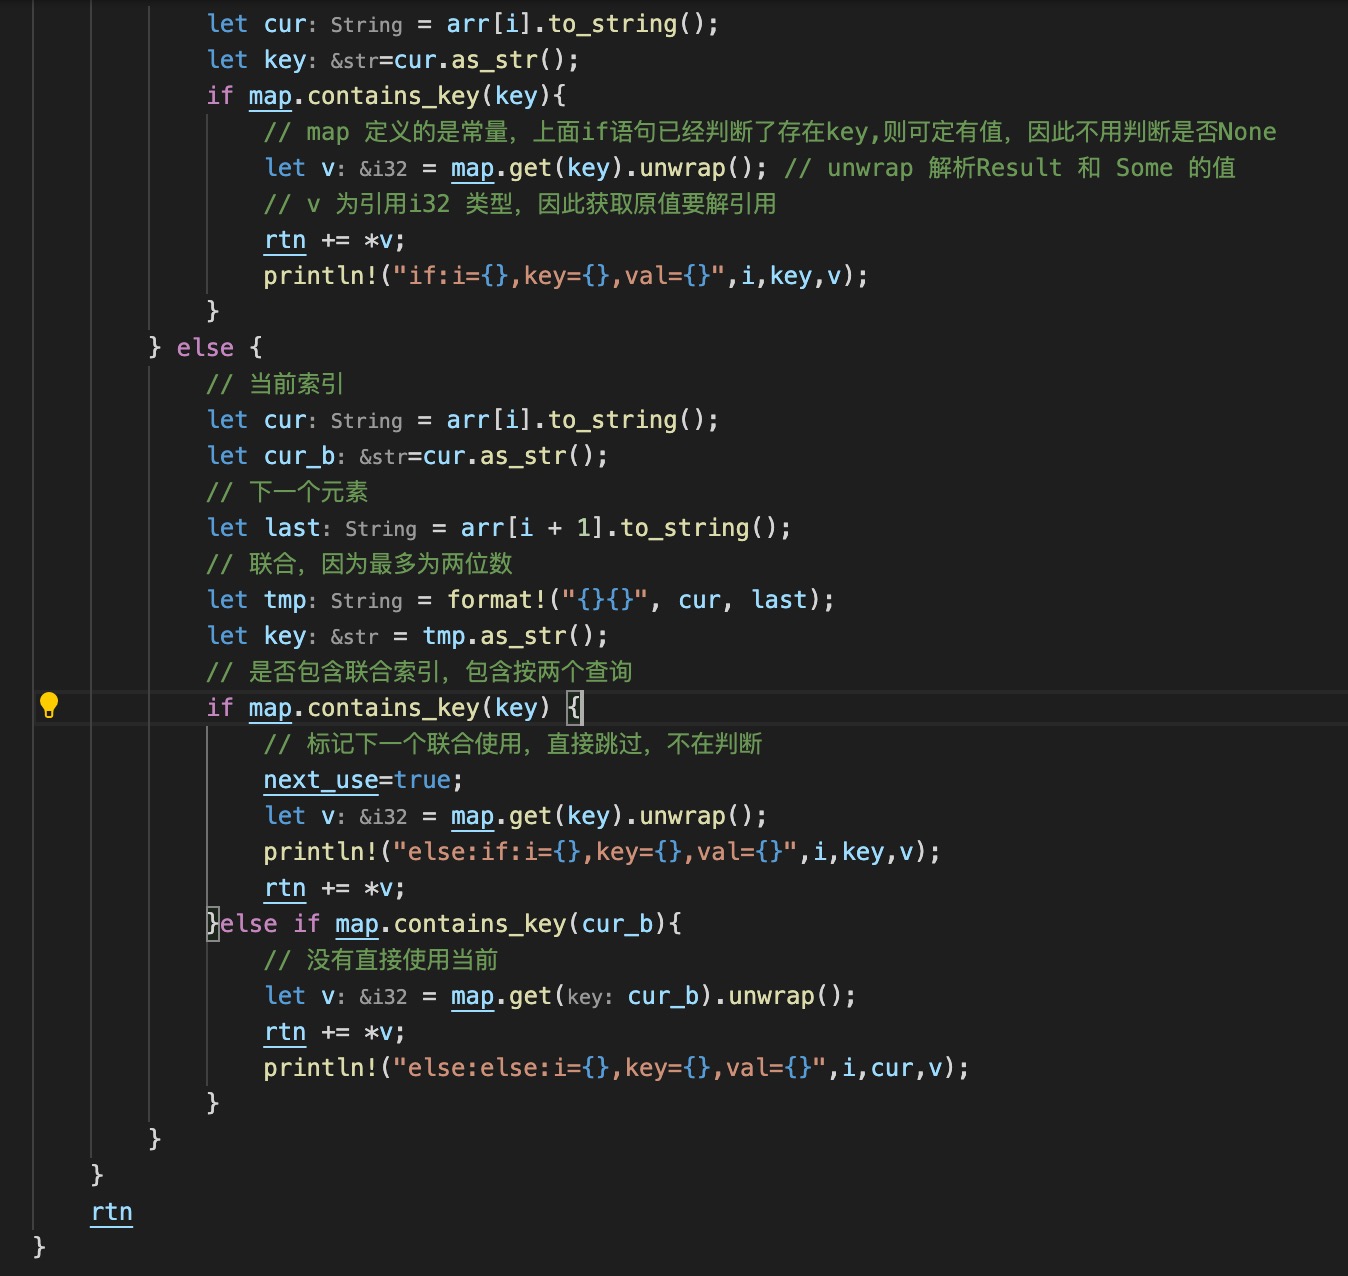 let cur: String = arr[i].to_string();
let key: &str=cur.as_str();
if map.contains_key(key){
// map 定义的是常量，上面if语句已经判断了存在key,则可定有值，因此不用判断是否None
let v: &i32 = map.get(key).unwrap(); // unwrap 解析Result 和 Some 的值
// v 为引用i32 类型，因此获取原值要解引用
rtn += *v;
println!("if:i={},key={},val={}",i,key,v);
}
} else {
// 当前索引
let cur: String = arr[i].to_string();
let cur_b: &str=cur.as_str();
// 下一个元素
let last: String = arr[i + 1].to_string();
// 联合，因为最多为两位数
let tmp: String = format!("{}{}", cur, last);
let key: &str = tmp.as_str();
// 是否包含联合索引，包含按两个查询
if map.contains_key(key) {
// 标记下一个联合使用，直接跳过，不在判断
next_use=true;
let v: &i32 = map.get(key).unwrap();
println!("else:if:i={},key={},val={}",i,key,v);
rtn += *v;
}else if map.contains_key(cur_b){
// 没有直接使用当前
let v: &i32 = map.get(key: cur_b).unwrap();
rtn += *v;
println!("else:else:i={},key={},val={}",i,cur,v);
}
}
}
rtn
}